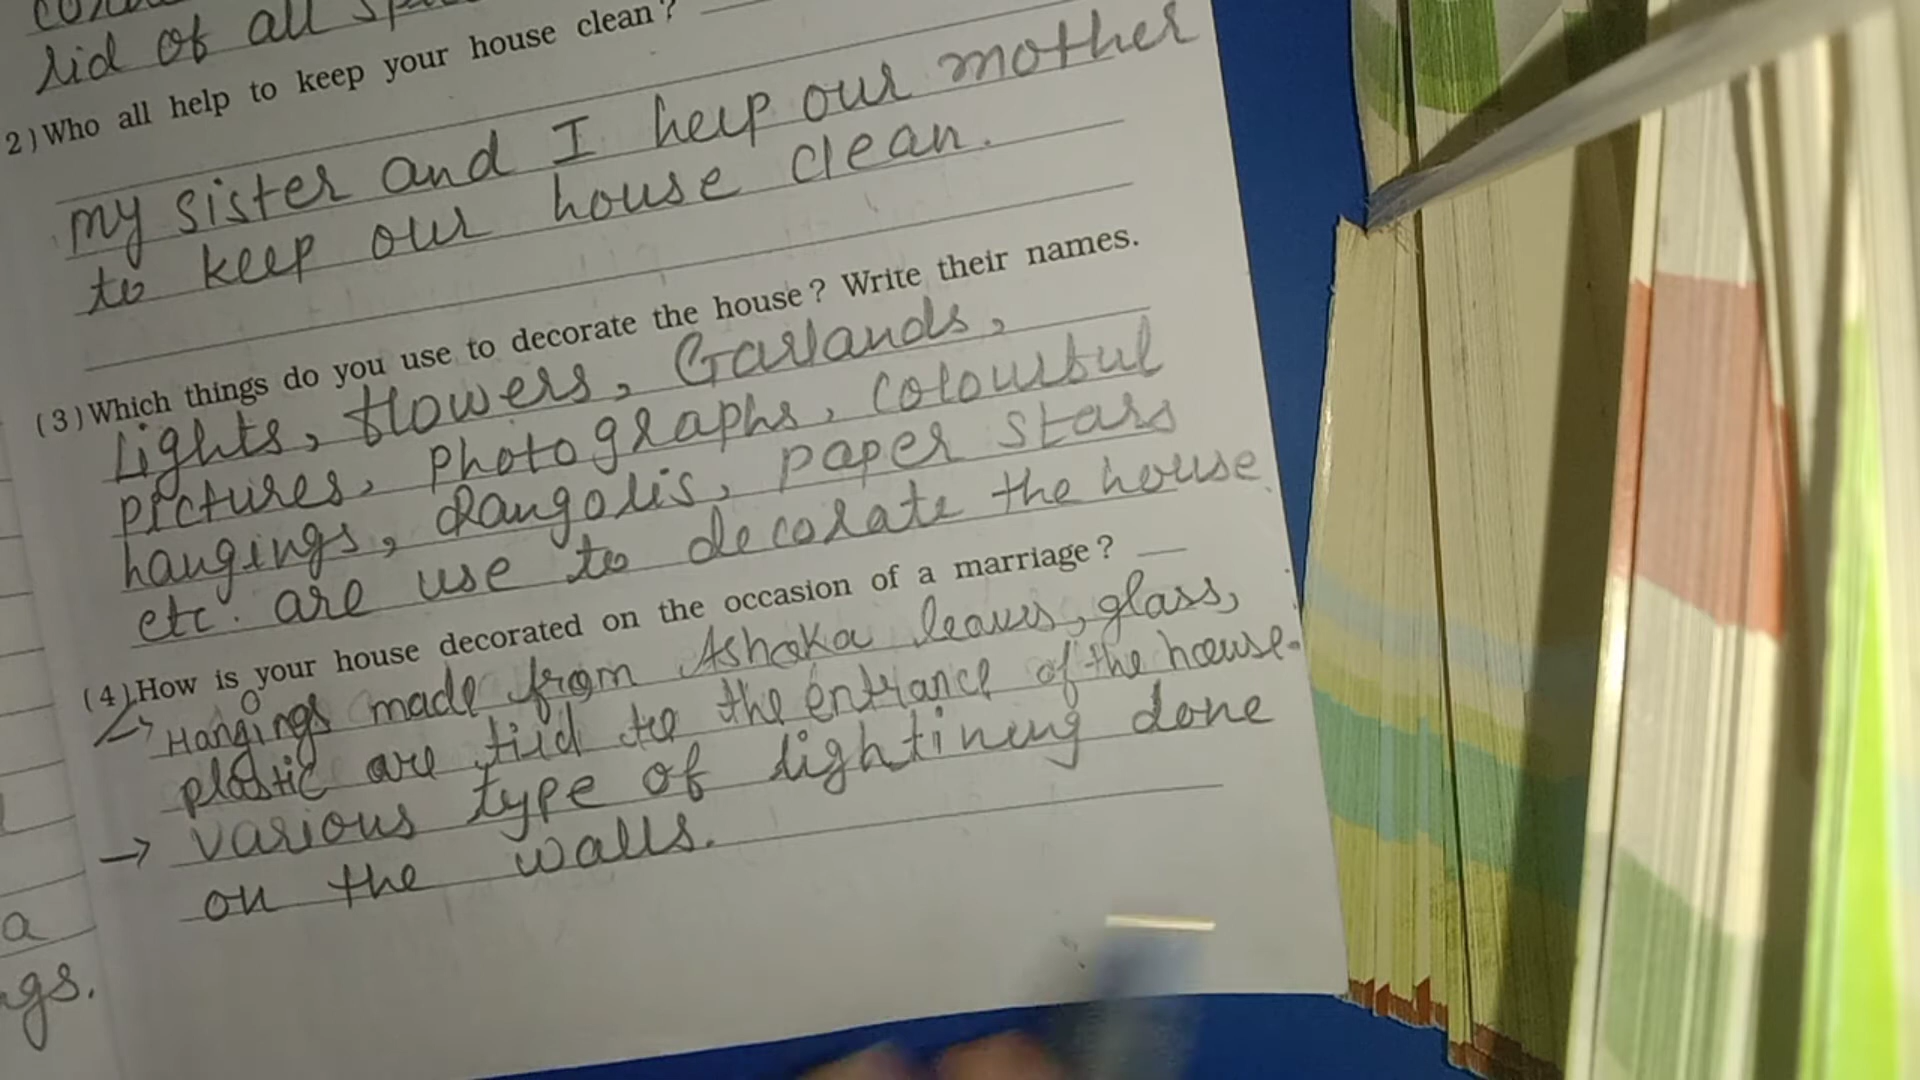 lid of all
2) Who all help to keep your house clean?
my sister and I help our mother
to keep our house clean.
(3) Which things do you use to decorate the house? Write their names.
Lights, flowers, Garlands,
pictures, photographs, colourful
hangings, Rangolis, paper stars
etc. are use to decorate the house.
(4) How is your house decorated on the occasion of a marriage?
→ Hangings made from Ashoka leaves, glass,
plastic are tied to the entrance of the house.
→ various type of lightining done
on the walls.
a
gs.